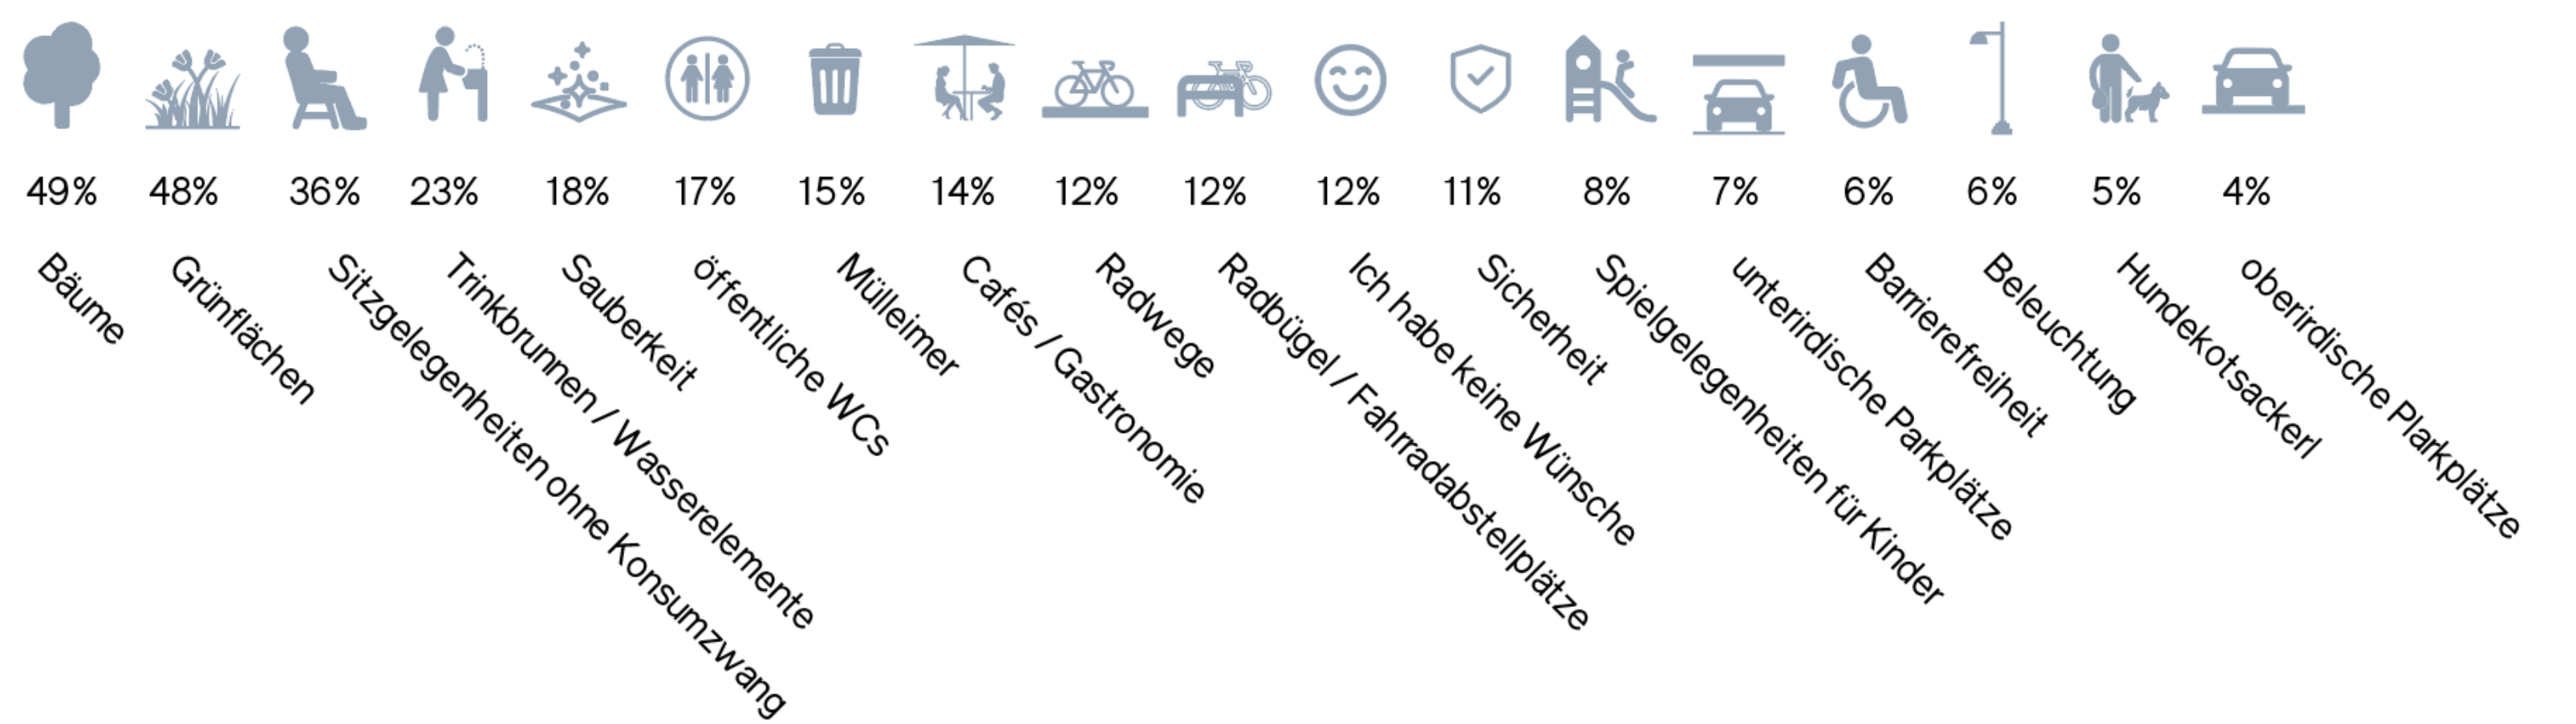 49% 48% 36% 23% 18% 17% 15% 14% 12% 12% 12% 11% 8% 7% 6% 6% 5% 4%
Bäume
Grünflächen
Sitzgelegenheiten ohne Konsumzwang
Trinkbrunnen / Wasserelemente
Sauberkeit
öffentliche WCs
Mülleimer
Cafés / Gastronomie
Radwege
Radbügel / Fahrradabstellplätze
Ich habe keine Wünsche
Sicherheit
Spielgelegenheiten für Kinder
unterirdische Parkplätze
Barrierefreiheit
Beleuchtung
Hundekotsackerl
oberirdische Plarkplätze